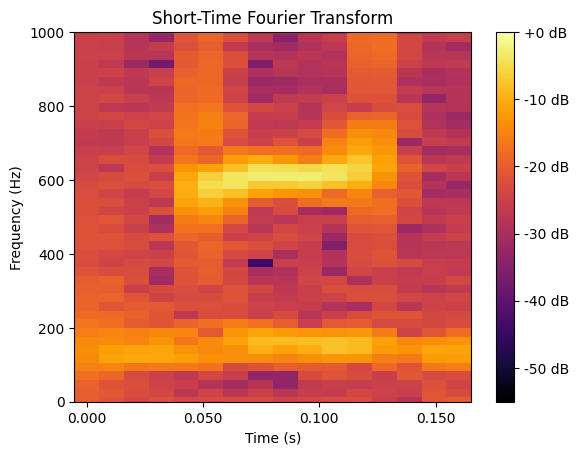 Short-Time Fourier Transform
Frequency (Hz)
1000
800
600
400
200
0
0.000
0.050
0.100
0.150
Time (s)
+0 dB
-10 dB
-20 dB
-30 dB
-40 dB
-50 dB